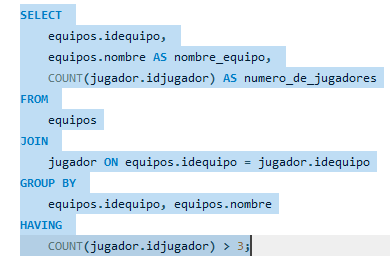 SELECT
equipos.idequipo,
equipos.nombre AS nombre_equipo,
COUNT(jugador.idjugador) AS numero_de_jugadores
FROM
equipos
JOIN
jugador ON equipos.idequipo = jugador.idequipo
GROUP BY
equipos.idequipo, equipos.nombre
HAVING
COUNT(jugador.idjugador) > 3;